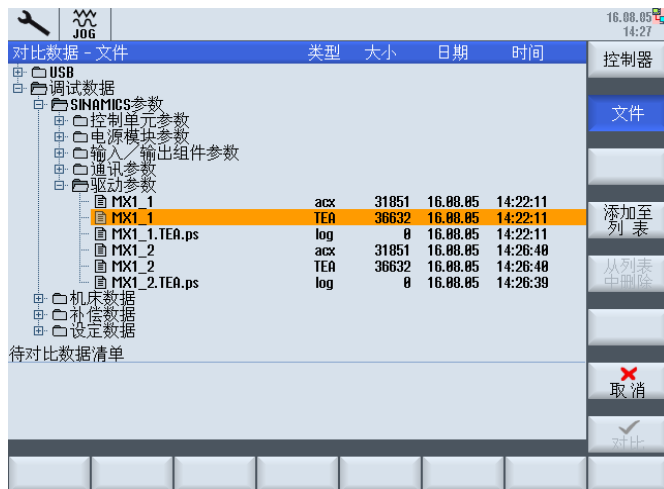 JOG
16.08.05
14:27
对比数据 - 文件 类型 大小 日期 时间
USB
调试数据
SINAMICS参数
控制单元参数
电源模块参数
输入/输出组件参数
通讯参数
驱动参数
MX1_1 acx 31851 16.08.05 14:22:11
MX1_1 TEA 36632 16.08.05 14:22:11
MX1_1.TEA.ps log 0 16.08.05 14:22:11
MX1_2 acx 31851 16.08.05 14:26:40
MX1_2 TEA 36632 16.08.05 14:26:40
MX1_2.TEA.ps log 0 16.08.05 14:26:39
机床数据
补偿数据
设定数据
待对比数据清单
控制器
文件
添加至
列 表
从列表
中删除
取消
对比